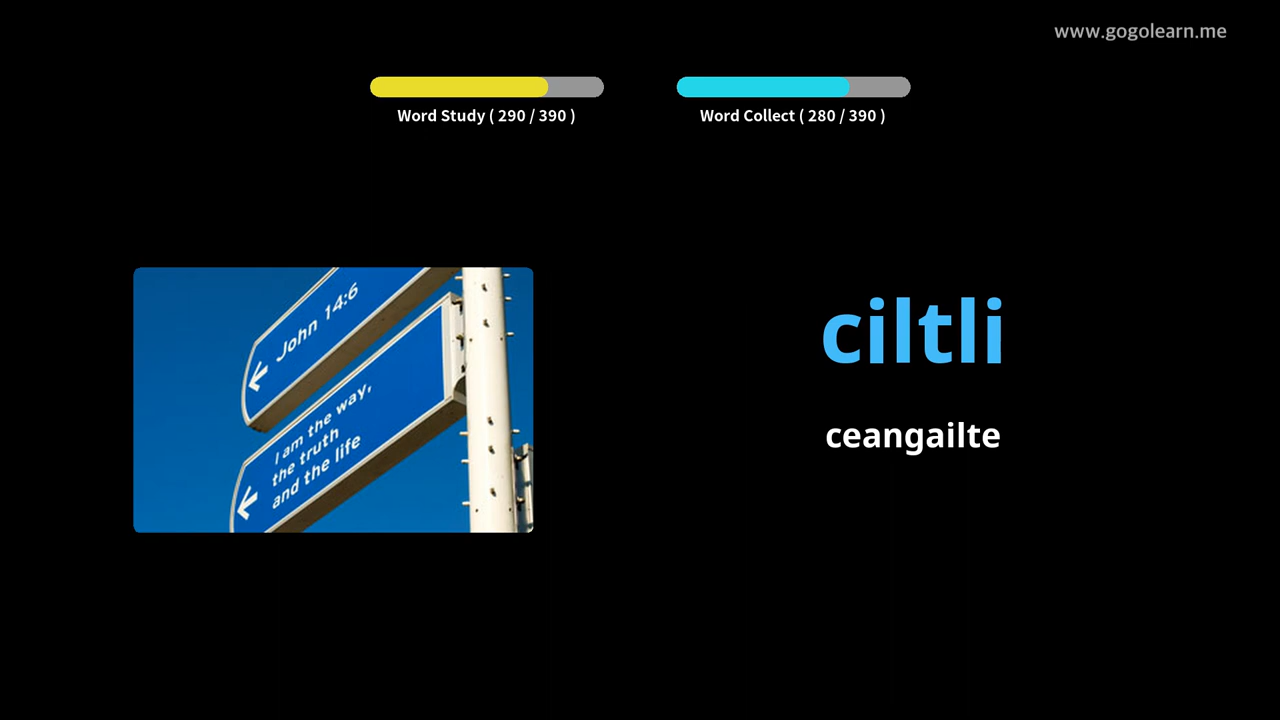 www.gogolearn.me
Word Study ( 290 / 390 )
Word Collect ( 280 / 390 )
John 14:6
I am the way,
the truth
and the life
ciltli
ceangailte